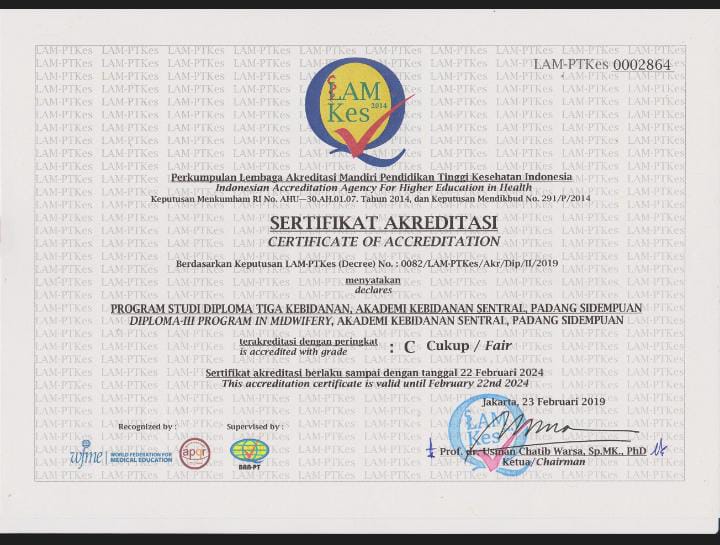 LAM-PTKes 0002864
LAM
Kes 2014
Perkumpulan Lembaga Akreditasi Mandiri Pendidikan Tinggi Kesehatan Indonesia
Indonesian Accreditation Agency For Higher Education in Health
Keputusan Menkumham RI No. AHU—30.AH.01.07. Tahun 2014, dan Keputusan Mendikbud No. 291/P/2014
SERTIFIKAT AKREDITASI
CERTIFICATE OF ACCREDITATION
Berdasarkan Keputusan LAM-PTKes (Decree) No. : 0082/LAM-PTKes/Akr/Dip/II/2019
menyatakan
declares
PROGRAM STUDI DIPLOMA TIGA KEBIDANAN, AKADEMI KEBIDANAN SENTRAL, PADANG SIDEMPUAN
DIPLOMA-III PROGRAM IN MIDWIFERY, AKADEMI KEBIDANAN SENTRAL, PADANG SIDEMPUAN
terakreditasi dengan peringkat
is accredited with grade
: C Cukup / Fair
Sertifikat akreditasi berlaku sampai dengan tanggal 22 Februari 2024
This accreditation certificate is valid until February 22nd 2024
Jakarta, 23 Februari 2019
Recognized by :
Supervised by :
LAM
Kes
wfme
WORLD FEDERATION FOR
MEDICAL EDUCATION
apqr
BAN-PT
Prof. dr. Usman Chatib Warsa, Sp.MK., PhD
Ketua/Chairman